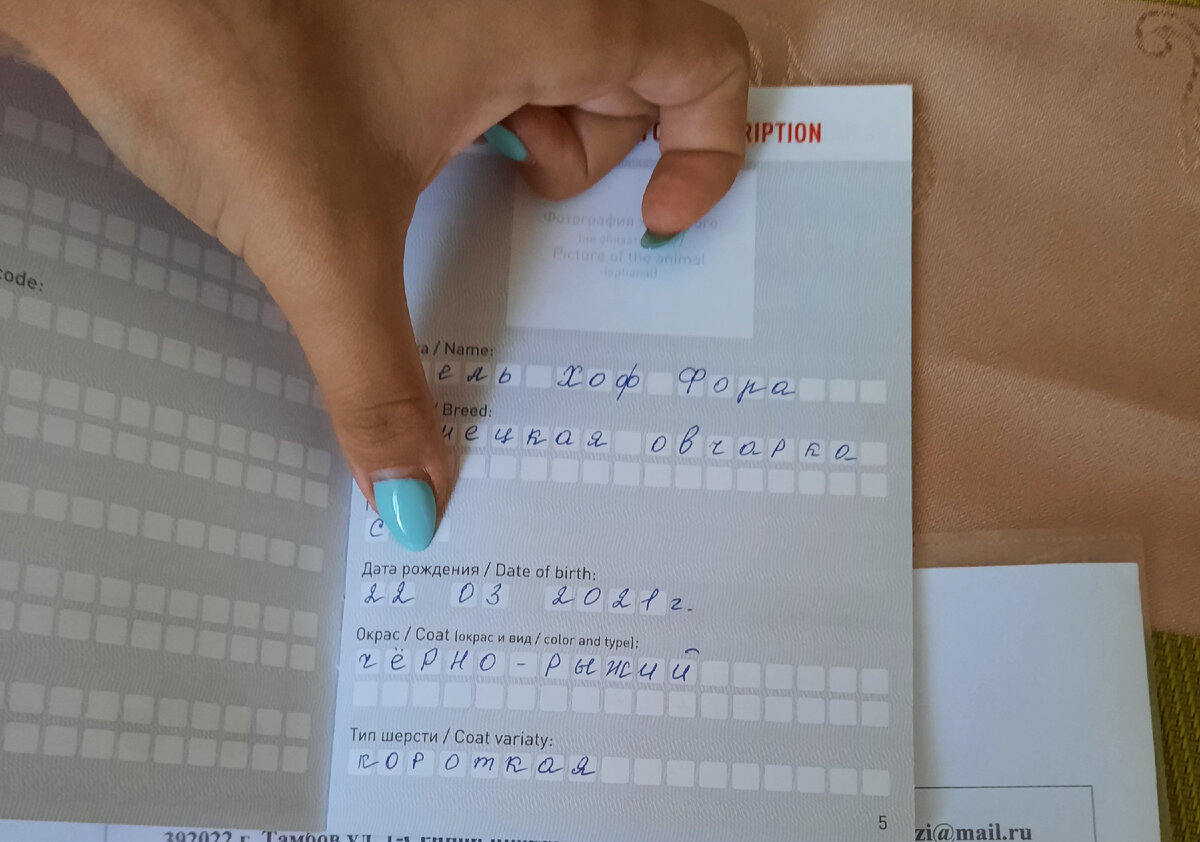 RIPTION
Фотография
Picture of the animal
(optional)
code:
/ Name:
ель Хоф Фора
/ Breed:
нецкая овчарка
с
Дата рождения / Date of birth:
22 03 2021г.
Окрас / Coat (окрас и вид / color and type):
чёрно-рыжий
Тип шерсти / Coat variaty:
короткая
5
392022 г. Тамбов ул.
zi@mail.ru